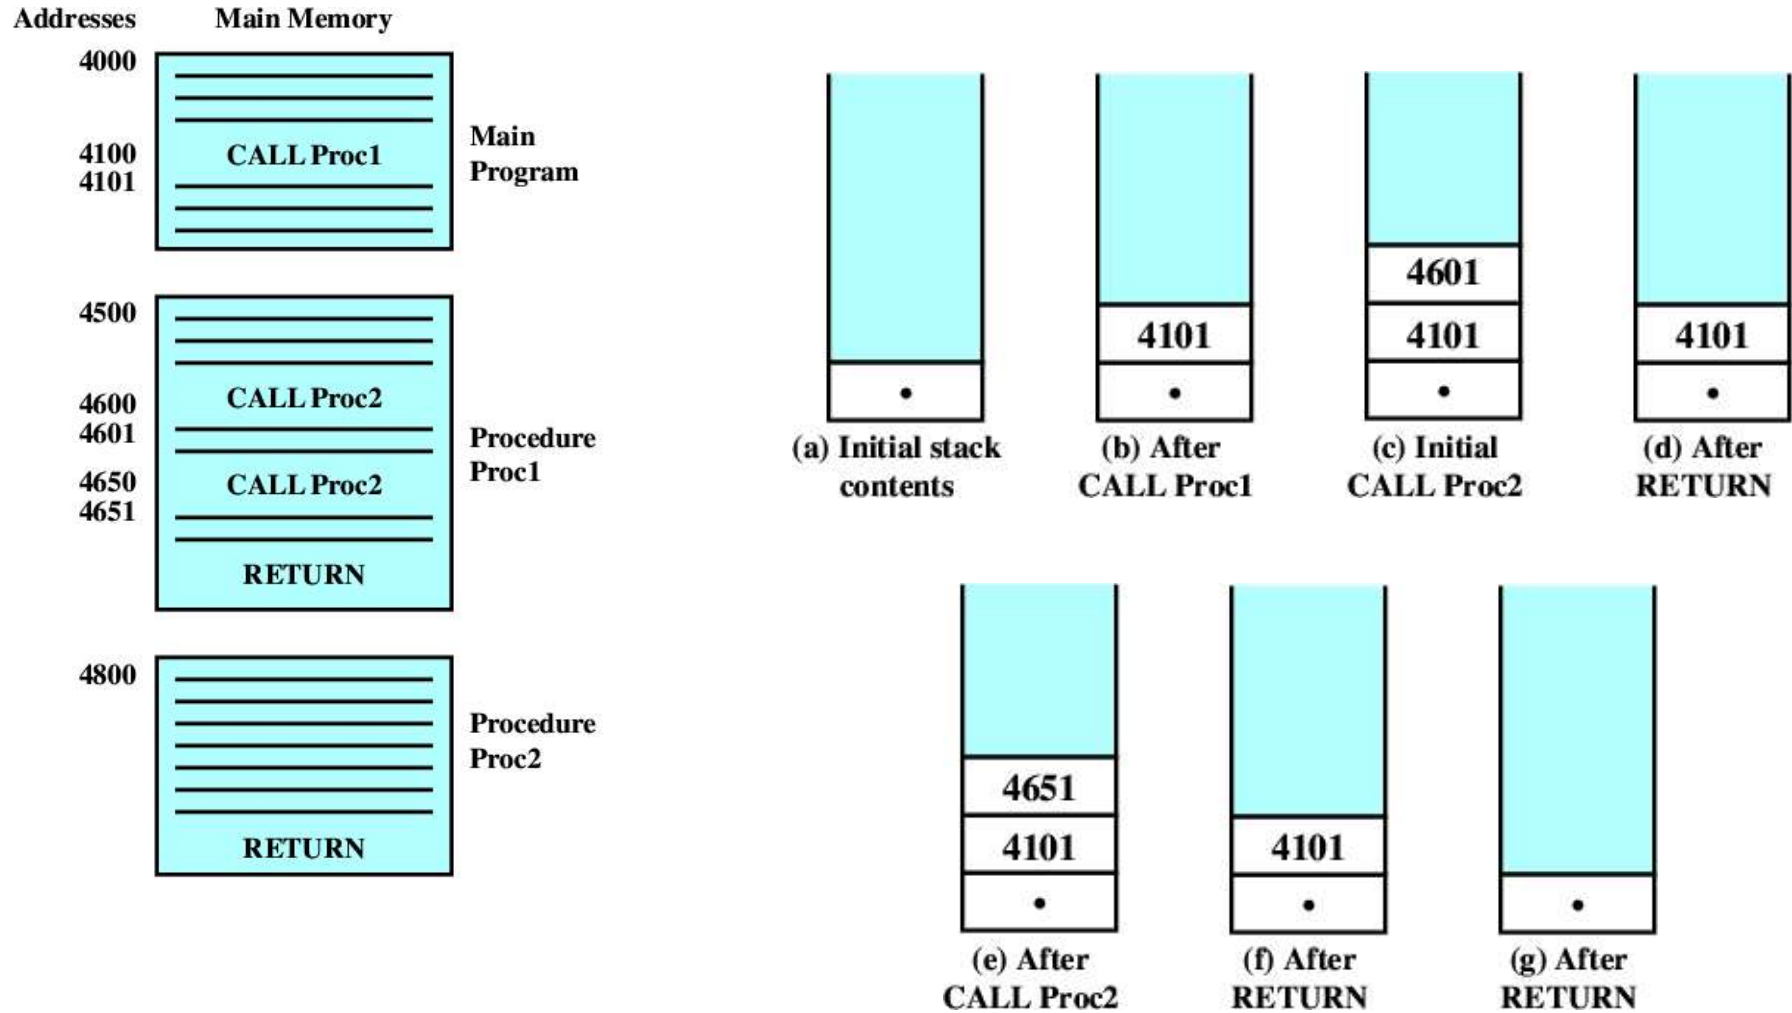 Addresses
Main Memory
4000
CALL Proc1
4100
4101
Main
Program
4500
CALL Proc2
4600
4601
Procedure
Proc1
4650
CALL Proc2
4651
RETURN
4800
Procedure
Proc2
RETURN
•
(a) Initial stack
contents
4101
•
(b) After
CALL Proc1
4601
4101
•
(c) Initial
CALL Proc2
4101
•
(d) After
RETURN
4651
4101
•
(e) After
CALL Proc2
4101
•
(f) After
RETURN
•
(g) After
RETURN